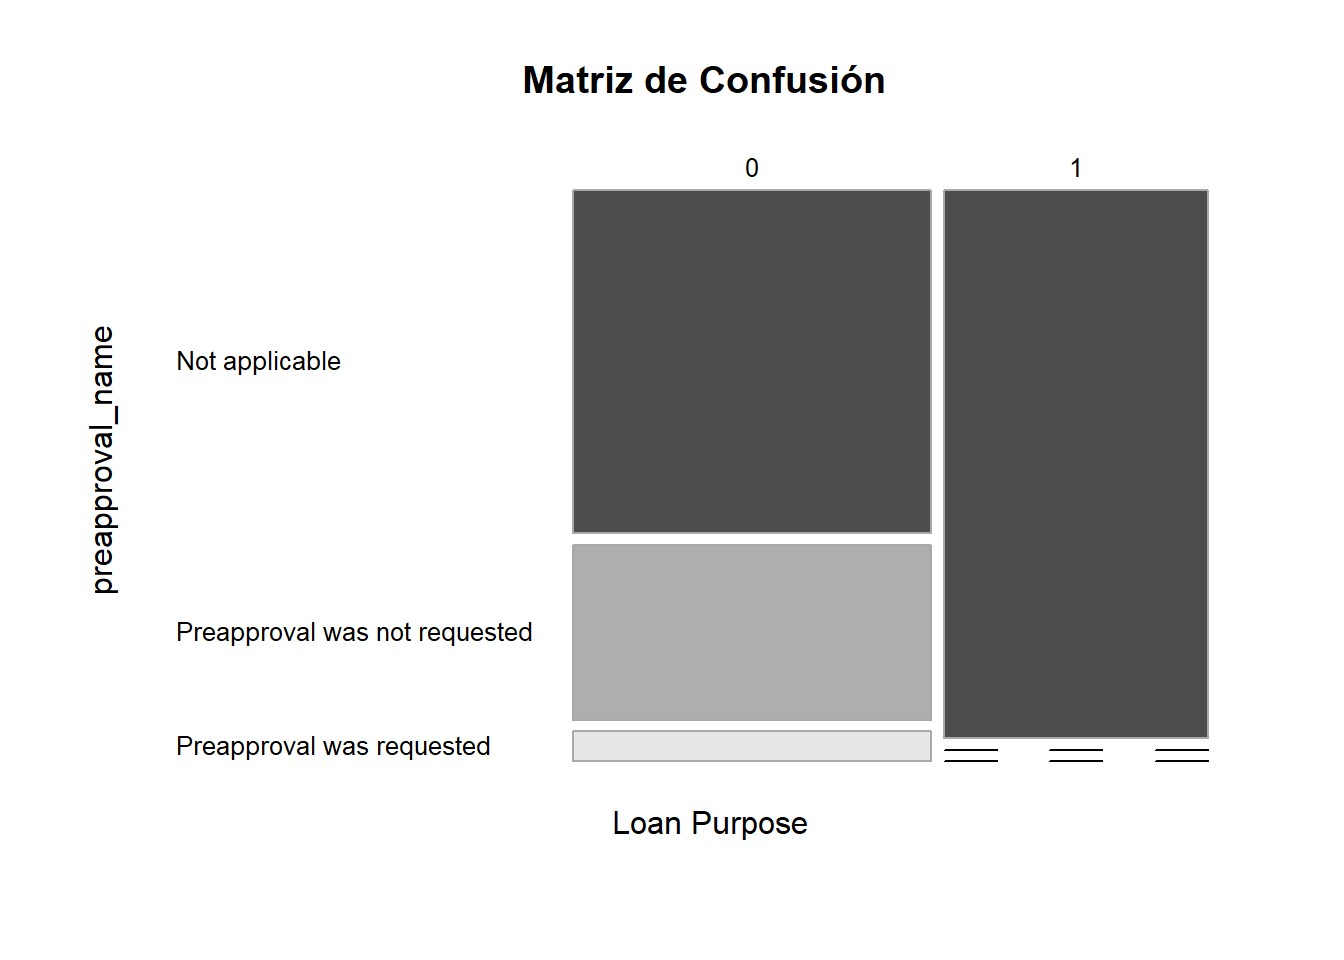 Matriz de Confusión
0 1
preapproval_name
Not applicable
Preapproval was not requested
Preapproval was requested
Loan Purpose